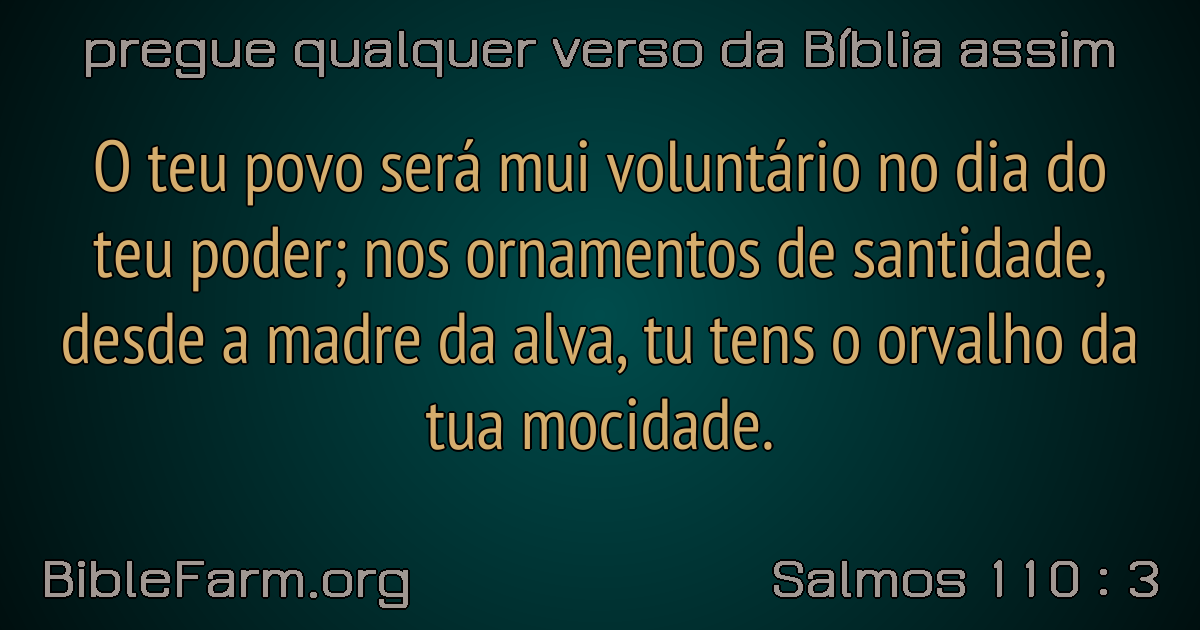 pregue qualquer verso da Bíblia assim
O teu povo será mui voluntário no dia do
teu poder; nos ornamentos de santidade,
desde a madre da alva, tu tens o orvalho da
tua mocidade.
BibleFarm.org
Salmos 110 : 3